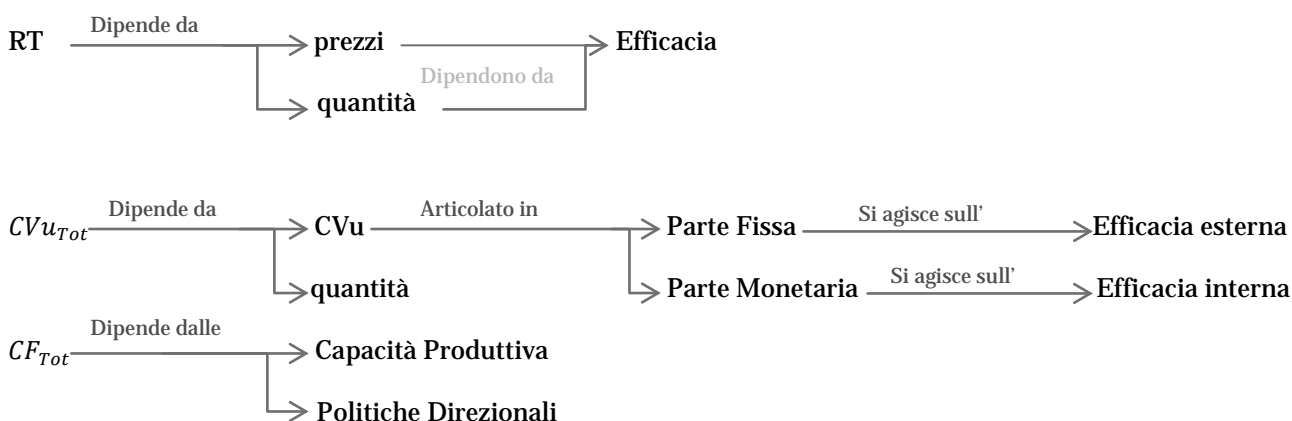 Dipende da
RT prezzi Efficacia
Dipendono da
quantità
Dipende da Articolato in Si agisce sull'
CVu_Tot CVu Parte Fissa Efficacia esterna
Si agisce sull'
quantità Parte Monetaria Efficacia interna
Dipende dalle
CF_Tot Capacità Produttiva
Politiche Direzionali